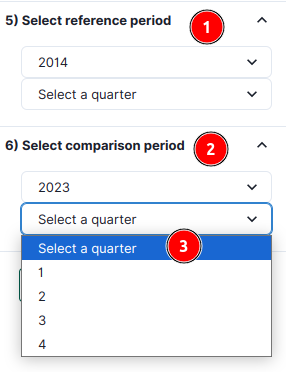 5) Select reference period
1
2014
Select a quarter
6) Select comparison period
2
2023
Select a quarter
Select a quarter
3
1
2
3
4